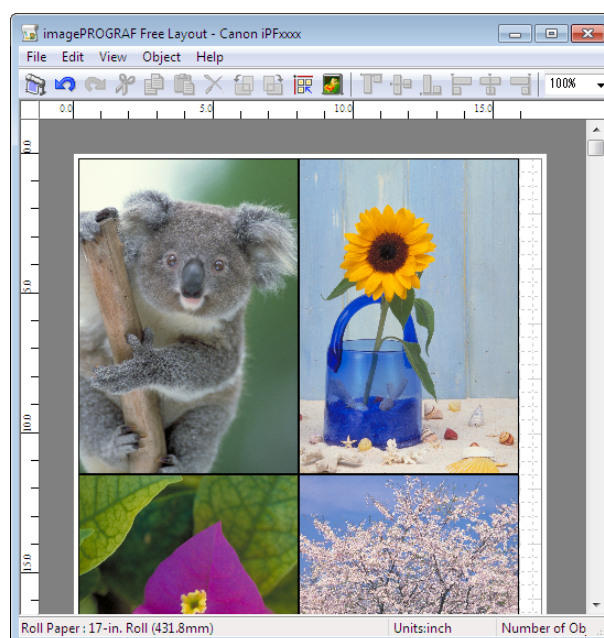 imagePROGRAF Free Layout - Canon iPFxxxx
File Edit View Object Help
100%
0.0 5.0 10.0 15.0
0.0
5.0
10.0
15.0
Roll Paper : 17-in. Roll (431.8mm) Units:inch Number of Ob